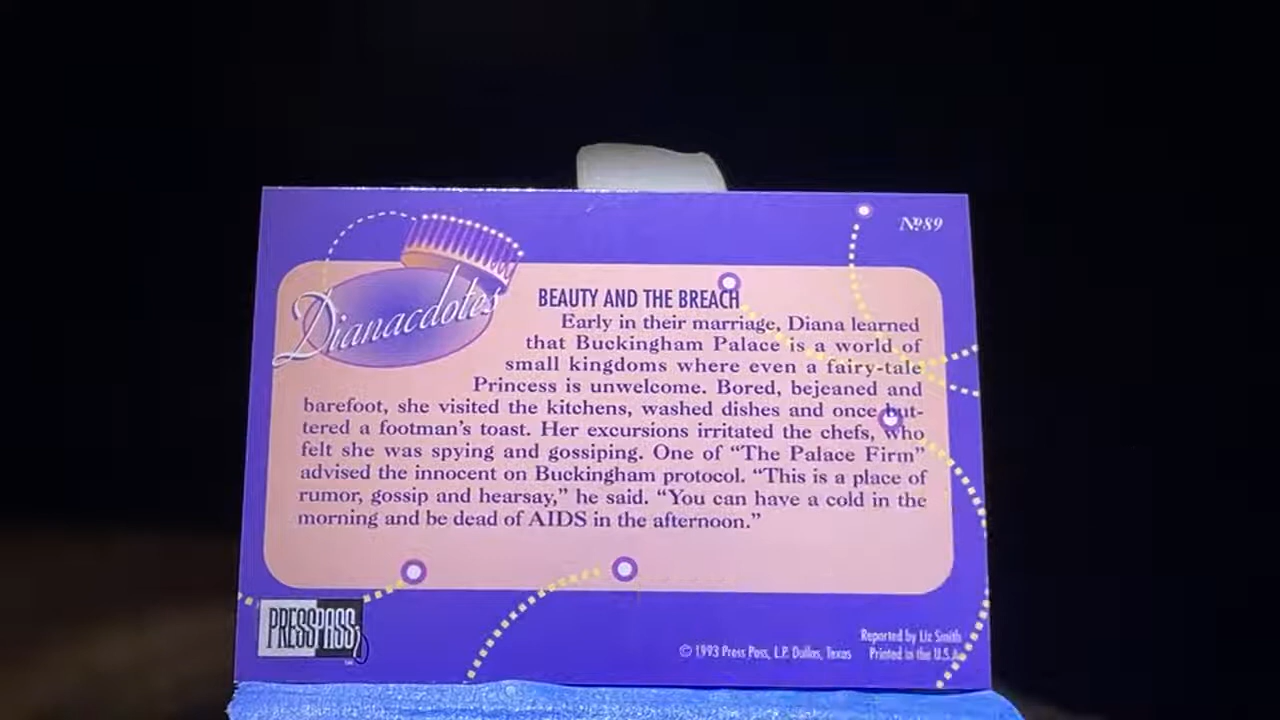 №89
Dianacdotes
BEAUTY AND THE BREACH
Early in their marriage, Diana learned
that Buckingham Palace is a world of
small kingdoms where even a fairy-tale
Princess is unwelcome. Bored, bejeaned and
barefoot, she visited the kitchens, washed dishes and once but-
tered a footman's toast. Her excursions irritated the chefs, who
felt she was spying and gossiping. One of “The Palace Firm”
advised the innocent on Buckingham protocol. “This is a place of
rumor, gossip and hearsay,” he said. “You can have a cold in the
morning and be dead of AIDS in the afternoon.”
PRESSPASS
Reported by Liz Smith
© 1993 Press Pass, L.P. Dallas, Texas Printed in the U.S.A.